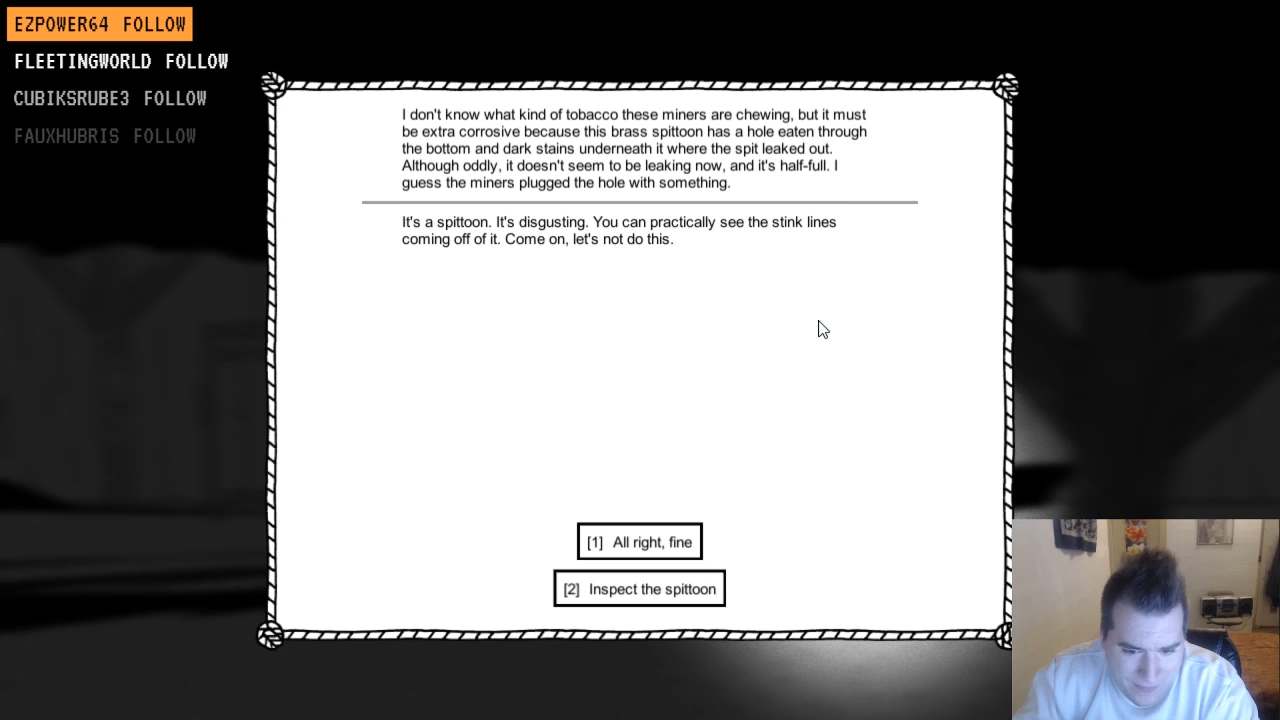 EZPOWER64 FOLLOW
FLEETINGWORLD FOLLOW
CUBIKSRUBE3 FOLLOW
FAUXHUBRIS FOLLOW
I don't know what kind of tobacco these miners are chewing, but it must
be extra corrosive because this brass spittoon has a hole eaten through
the bottom and dark stains underneath it where the spit leaked out.
Although oddly, it doesn't seem to be leaking now, and it's half-full. I
guess the miners plugged the hole with something.
It's a spittoon. It's disgusting. You can practically see the stink lines
coming off of it. Come on, let's not do this.
[1] All right, fine
[2] Inspect the spittoon